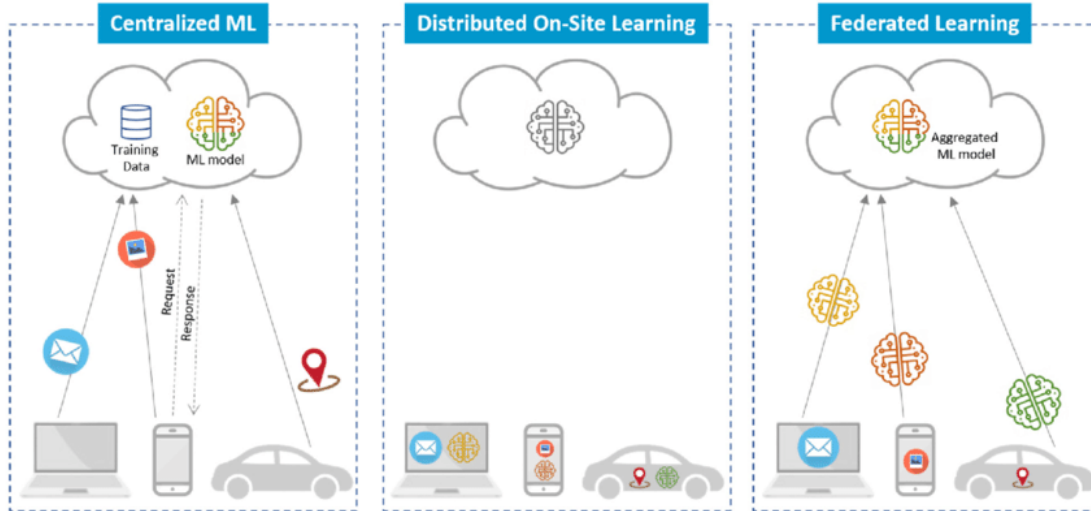 Centralized ML
Distributed On-Site Learning
Federated Learning
Training
Data
ML model
Aggregated
ML model
Request
Response